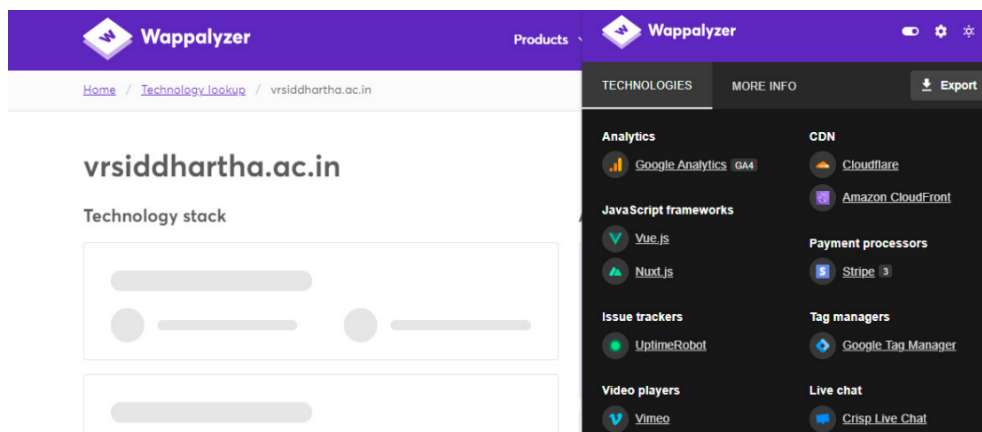 Wappalyzer
Products
Home / Technology lookup / vrsiddhartha.ac.in
vrsiddhartha.ac.in
Technology stack
Wappalyzer
TECHNOLOGIES
MORE INFO
Export
Analytics
Google Analytics GA4
JavaScript frameworks
Vue.js
Nuxt.js
Issue trackers
UptimeRobot
Video players
Vimeo
CDN
Cloudflare
Amazon CloudFront
Payment processors
Stripe 3
Tag managers
Google Tag Manager
Live chat
Crisp Live Chat